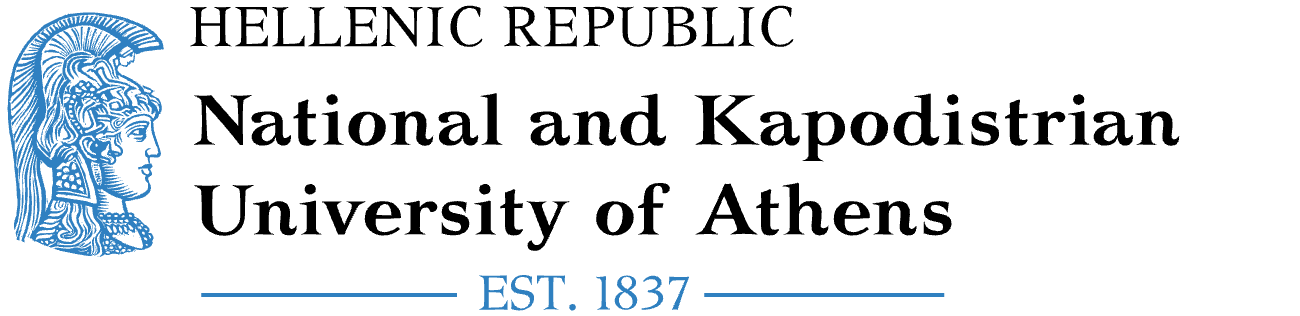 HELLENIC REPUBLIC
National and Kapodistrian
University of Athens
EST. 1837